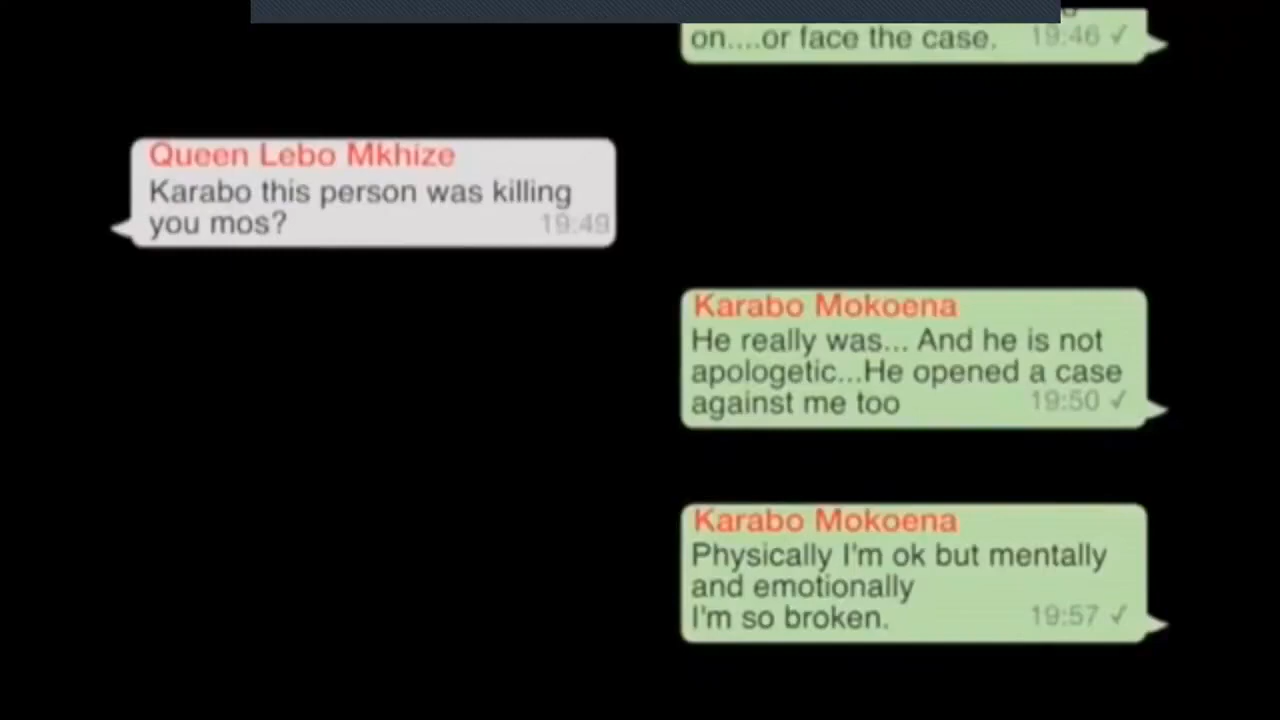 on....or face the case. 19:46 ✓
Queen Lebo Mkhize
Karabo this person was killing
you mos? 19:49
Karabo Mokoena
He really was... And he is not
apologetic...He opened a case
against me too 19:50 ✓
Karabo Mokoena
Physically I'm ok but mentally
and emotionally
I'm so broken. 19:57 ✓